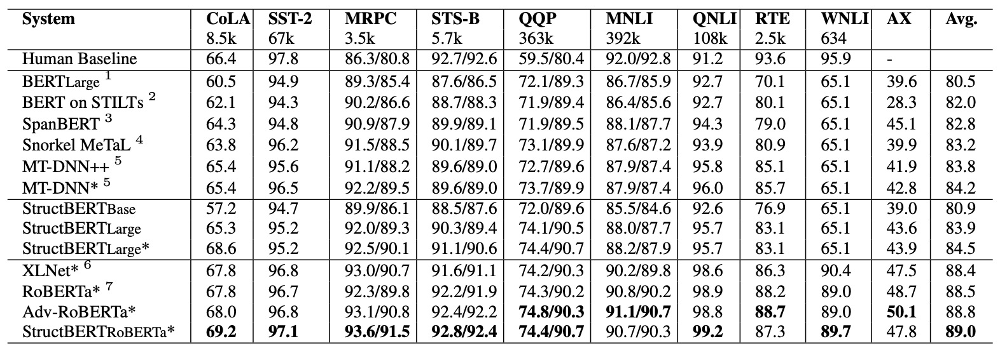 System CoLA SST-2 MRPC STS-B QQP MNLI QNLI RTE WNLI AX Avg.
8.5k 67k 3.5k 5.7k 363k 392k 108k 2.5k 634
Human Baseline 66.4 97.8 86.3/80.8 92.7/92.6 59.5/80.4 92.0/92.8 91.2 93.6 95.9 -
BERTLarge 1 60.5 94.9 89.3/85.4 87.6/86.5 72.1/89.3 86.7/85.9 92.7 70.1 65.1 39.6 80.5
BERT on STILTs 2 62.1 94.3 90.2/86.6 88.7/88.3 71.9/89.4 86.4/85.6 92.7 80.1 65.1 28.3 82.0
SpanBERT 3 64.3 94.8 90.9/87.9 89.9/89.1 71.9/89.5 88.1/87.7 94.3 79.0 65.1 45.1 82.8
Snorkel MeTaL 4 63.8 96.2 91.5/88.5 90.1/89.7 73.1/89.9 87.6/87.2 93.9 80.9 65.1 39.9 83.2
MT-DNN++ 5 65.4 95.6 91.1/88.2 89.6/89.0 72.7/89.6 87.9/87.4 95.8 85.1 65.1 41.9 83.8
MT-DNN* 5 65.4 96.5 92.2/89.5 89.6/89.0 73.7/89.9 87.9/87.4 96.0 85.7 65.1 42.8 84.2
StructBERTBase 57.2 94.7 89.9/86.1 88.5/87.6 72.0/89.6 85.5/84.6 92.6 76.9 65.1 39.0 80.9
StructBERTLarge 65.3 95.2 92.0/89.3 90.3/89.4 74.1/90.5 88.0/87.7 95.7 83.1 65.1 43.6 83.9
StructBERTLarge* 68.6 95.2 92.5/90.1 91.1/90.6 74.4/90.7 88.2/87.9 95.7 83.1 65.1 43.9 84.5
XLNet* 6 67.8 96.8 93.0/90.7 91.6/91.1 74.2/90.3 90.2/89.8 98.6 86.3 90.4 47.5 88.4
RoBERTa* 7 67.8 96.7 92.3/89.8 92.2/91.9 74.3/90.2 90.8/90.2 98.9 88.2 89.0 48.7 88.5
Adv-RoBERTa* 68.0 96.8 93.1/90.8 92.4/92.2 74.8/90.3 91.1/90.7 98.8 88.7 89.0 50.1 88.8
StructBERTRoBERTa* 69.2 97.1 93.6/91.5 92.8/92.4 74.4/90.7 90.7/90.3 99.2 87.3 89.7 47.8 89.0